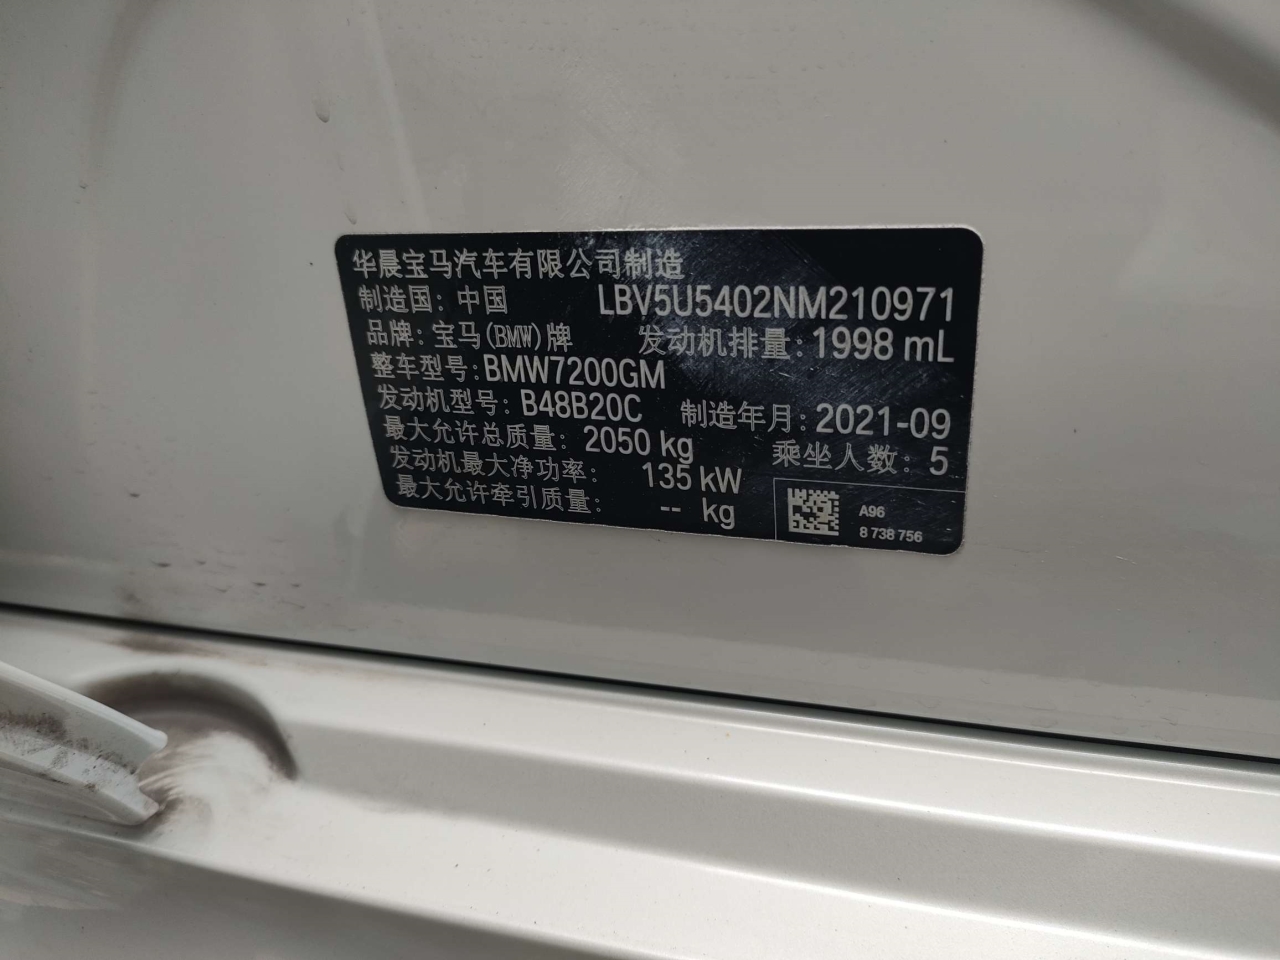 华晨宝马汽车有限公司制造
制造国：中国 LBV5U5402NM210971
品牌：宝马(BMW)牌 发动机排量：1998 mL
整车型号：BMW7200GM
发动机型号：B48B20C 制造年月：2021-09
最大允许总质量：2050 kg 乘坐人数：5
发动机最大净功率：135 kW
最大允许牵引质量：-- kg
A96
8 738 756